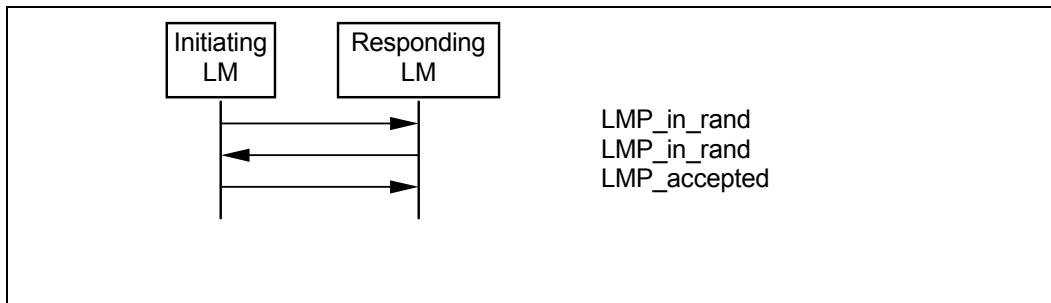 Initiating
LM
Responding
LM
LMP_in_rand
LMP_in_rand
LMP_accepted